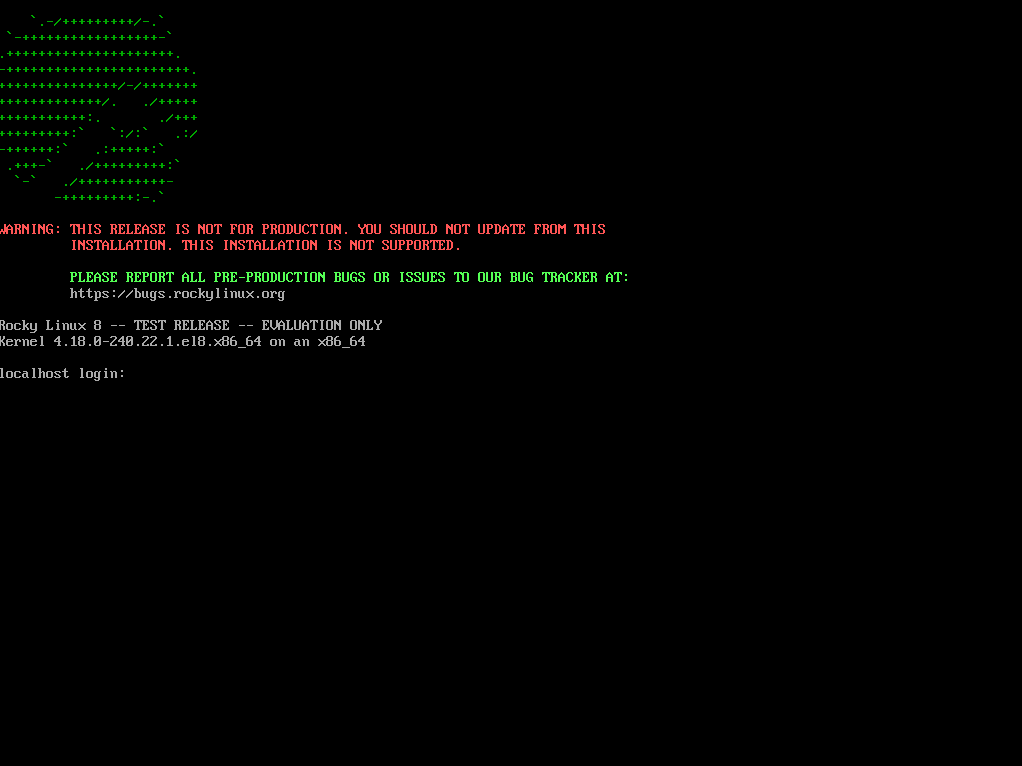 WARNING: THIS RELEASE IS NOT FOR PRODUCTION. YOU SHOULD NOT UPDATE FROM THIS
INSTALLATION. THIS INSTALLATION IS NOT SUPPORTED.
PLEASE REPORT ALL PRE-PRODUCTION BUGS OR ISSUES TO OUR BUG TRACKER AT:
https://bugs.rockylinux.org
Rocky Linux 8 -- TEST RELEASE -- EVALUATION ONLY
Kernel 4.18.0-240.22.1.el8.x86_64 on an x86_64
localhost login: